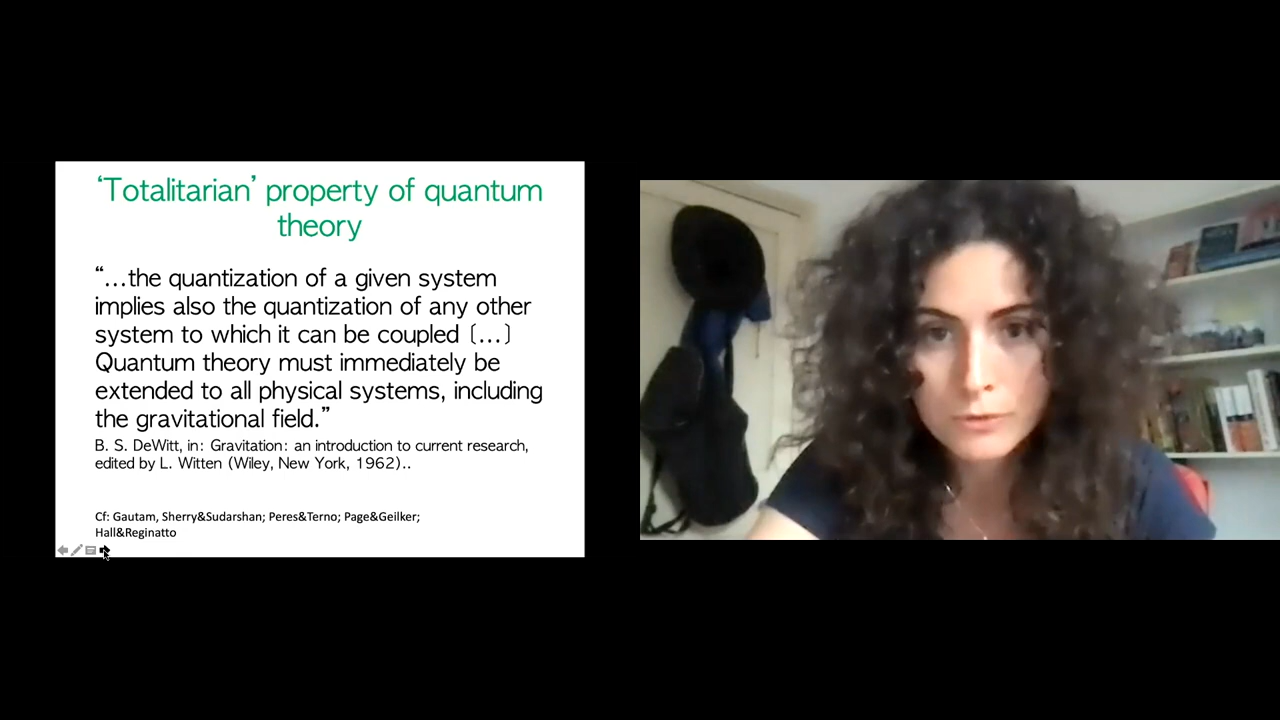 ‘Totalitarian’ property of quantum
theory
“...the quantization of a given system
implies also the quantization of any other
system to which it can be coupled [...]
Quantum theory must immediately be
extended to all physical systems, including
the gravitational field.”
B. S. DeWitt, in: Gravitation: an introduction to current research,
edited by L. Witten (Wiley, New York, 1962)..
Cf: Gautam, Sherry&Sudarshan; Peres&Terno; Page&Geilker;
Hall&Reginatto